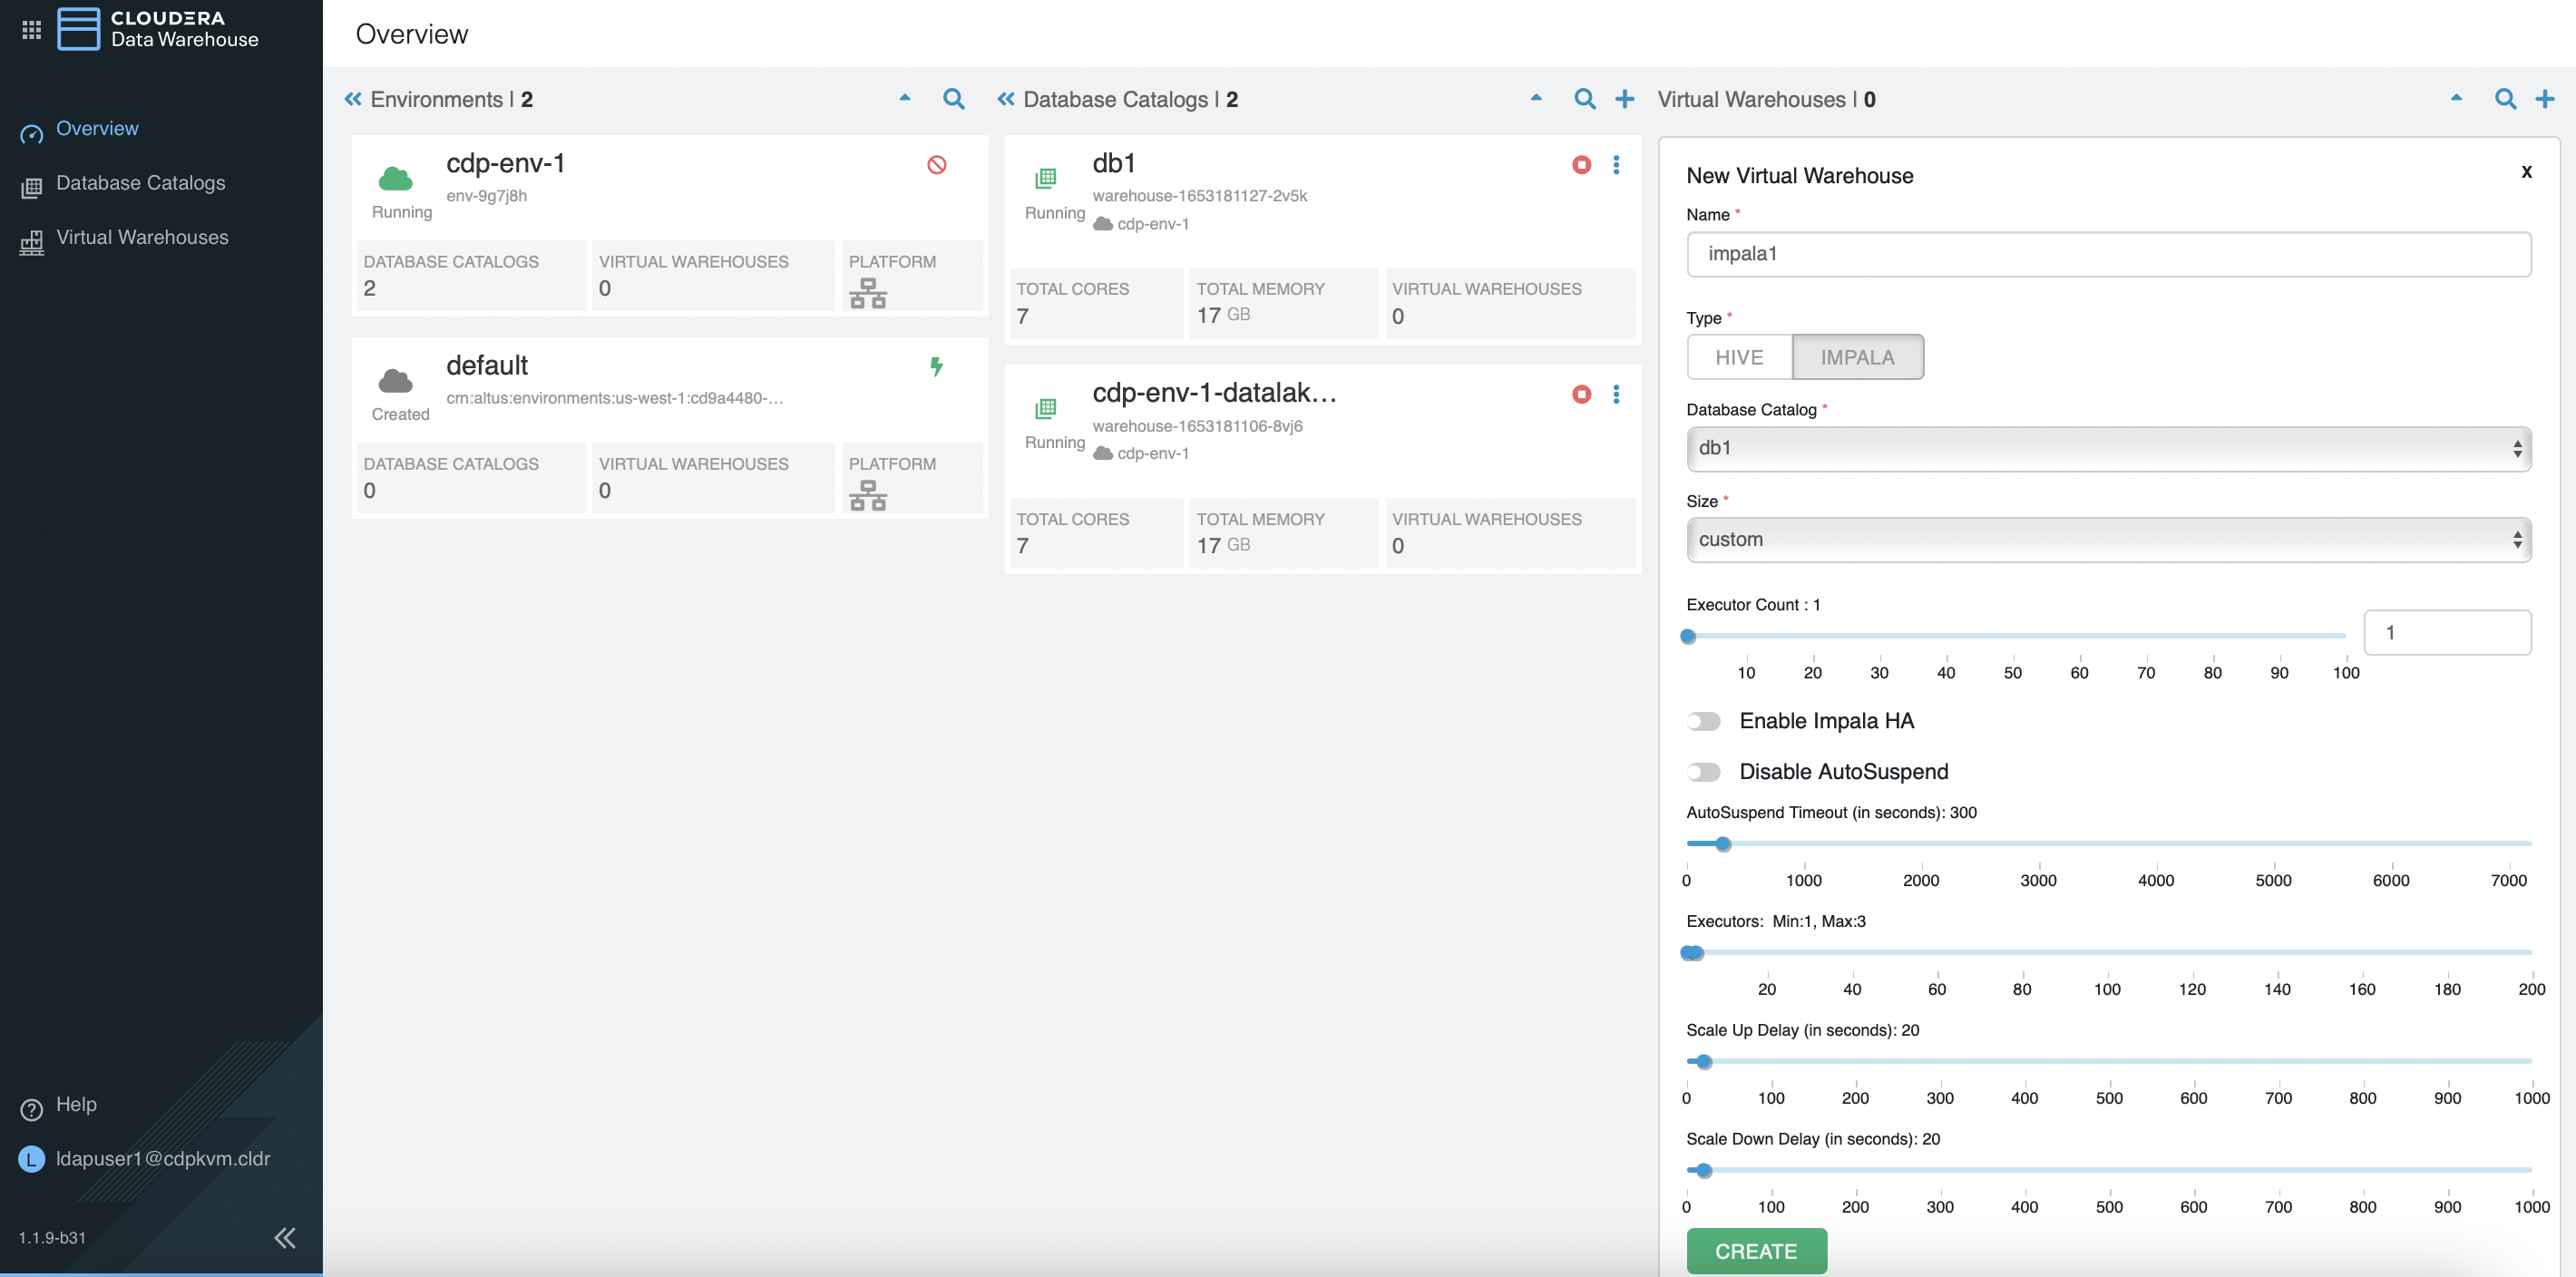 CLOUDERA
Data Warehouse
Overview
Database Catalogs
Virtual Warehouses
Help
L
ldapuser1@cdpkvm.cldr
1.1.9-b31
Overview
Environments | 2
cdp-env-1
env-9g7j8h
Running
DATABASE CATALOGS
2
VIRTUAL WAREHOUSES
0
PLATFORM
default
crn:altus:environments:us-west-1:cd9a4480-...
Created
DATABASE CATALOGS
0
VIRTUAL WAREHOUSES
0
PLATFORM
Database Catalogs | 2
db1
warehouse-1653181127-2v5k
Running
cdp-env-1
TOTAL CORES
7
TOTAL MEMORY
17 GB
VIRTUAL WAREHOUSES
0
cdp-env-1-datalak...
warehouse-1653181106-8vj6
Running
cdp-env-1
TOTAL CORES
7
TOTAL MEMORY
17 GB
VIRTUAL WAREHOUSES
0
Virtual Warehouses | 0
New Virtual Warehouse
x
Name *
impala1
Type *
HIVE
IMPALA
Database Catalog *
db1
Size *
custom
Executor Count : 1
1
10 20 30 40 50 60 70 80 90 100
Enable Impala HA
Disable AutoSuspend
AutoSuspend Timeout (in seconds): 300
0 1000 2000 3000 4000 5000 6000 7000
Executors: Min:1, Max:3
20 40 60 80 100 120 140 160 180 200
Scale Up Delay (in seconds): 20
0 100 200 300 400 500 600 700 800 900 1000
Scale Down Delay (in seconds): 20
0 100 200 300 400 500 600 700 800 900 1000
CREATE